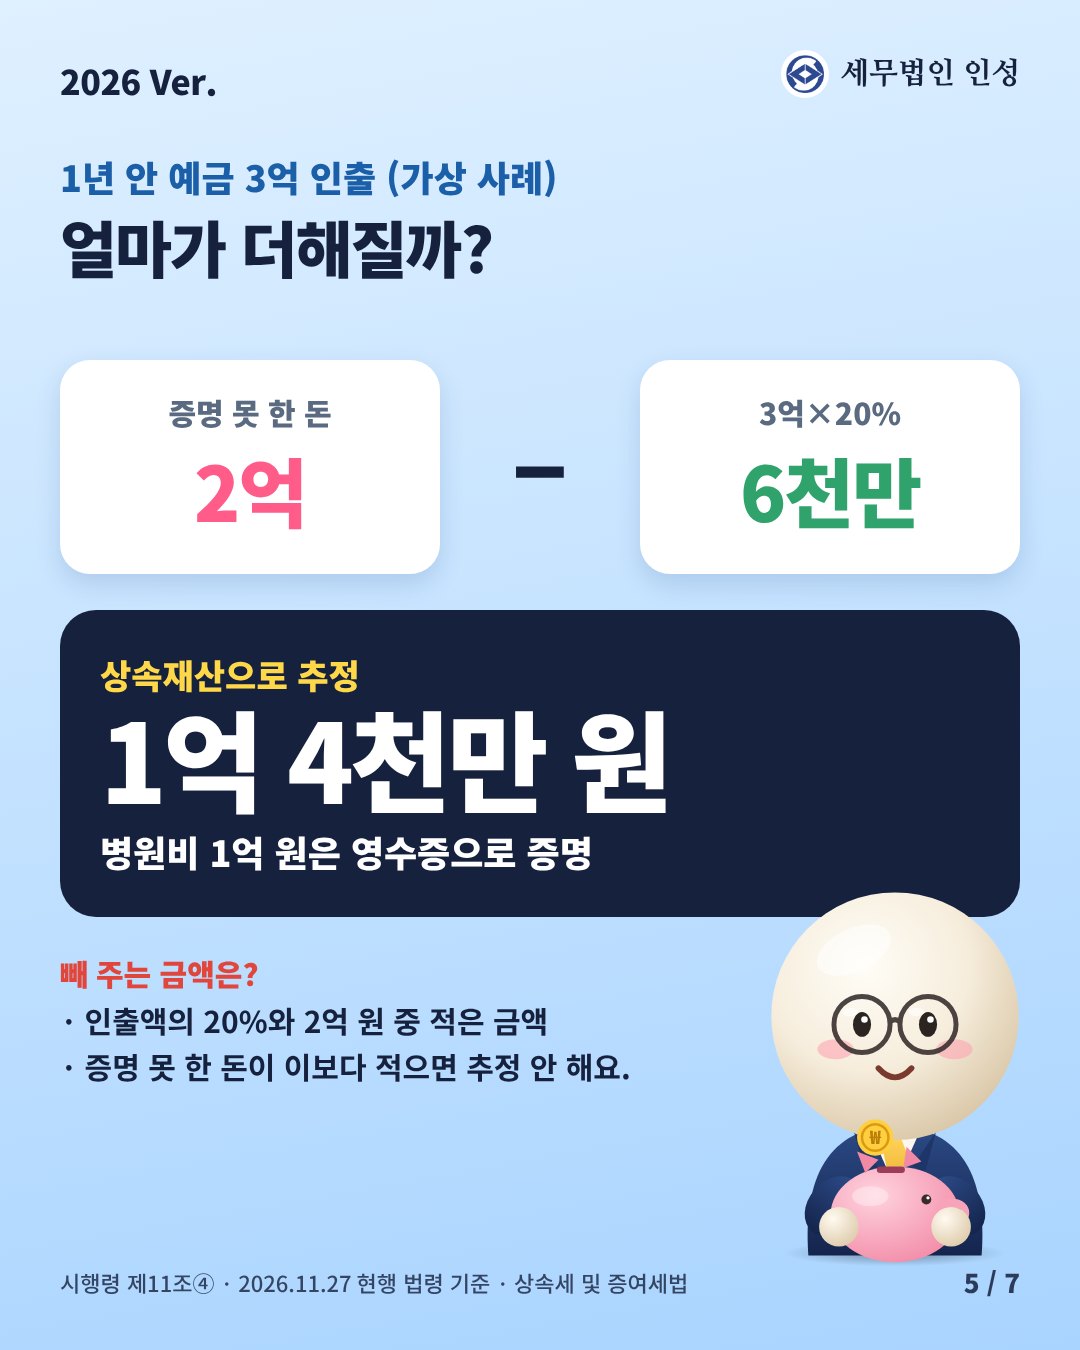 2026 Ver.
세무법인 인성
1년 안 예금 3억 인출 (가상 사례)
얼마가 더해질까?
증명 못 한 돈
2억
−
3억×20%
6천만
상속재산으로 추정
1억 4천만 원
병원비 1억 원은 영수증으로 증명
빼 주는 금액은?
· 인출액의 20%와 2억 원 중 적은 금액
· 증명 못 한 돈이 이보다 적으면 추정 안 해요.
₩
시행령 제11조④ · 2026.11.27 현행 법령 기준 · 상속세 및 증여세법
5 / 7